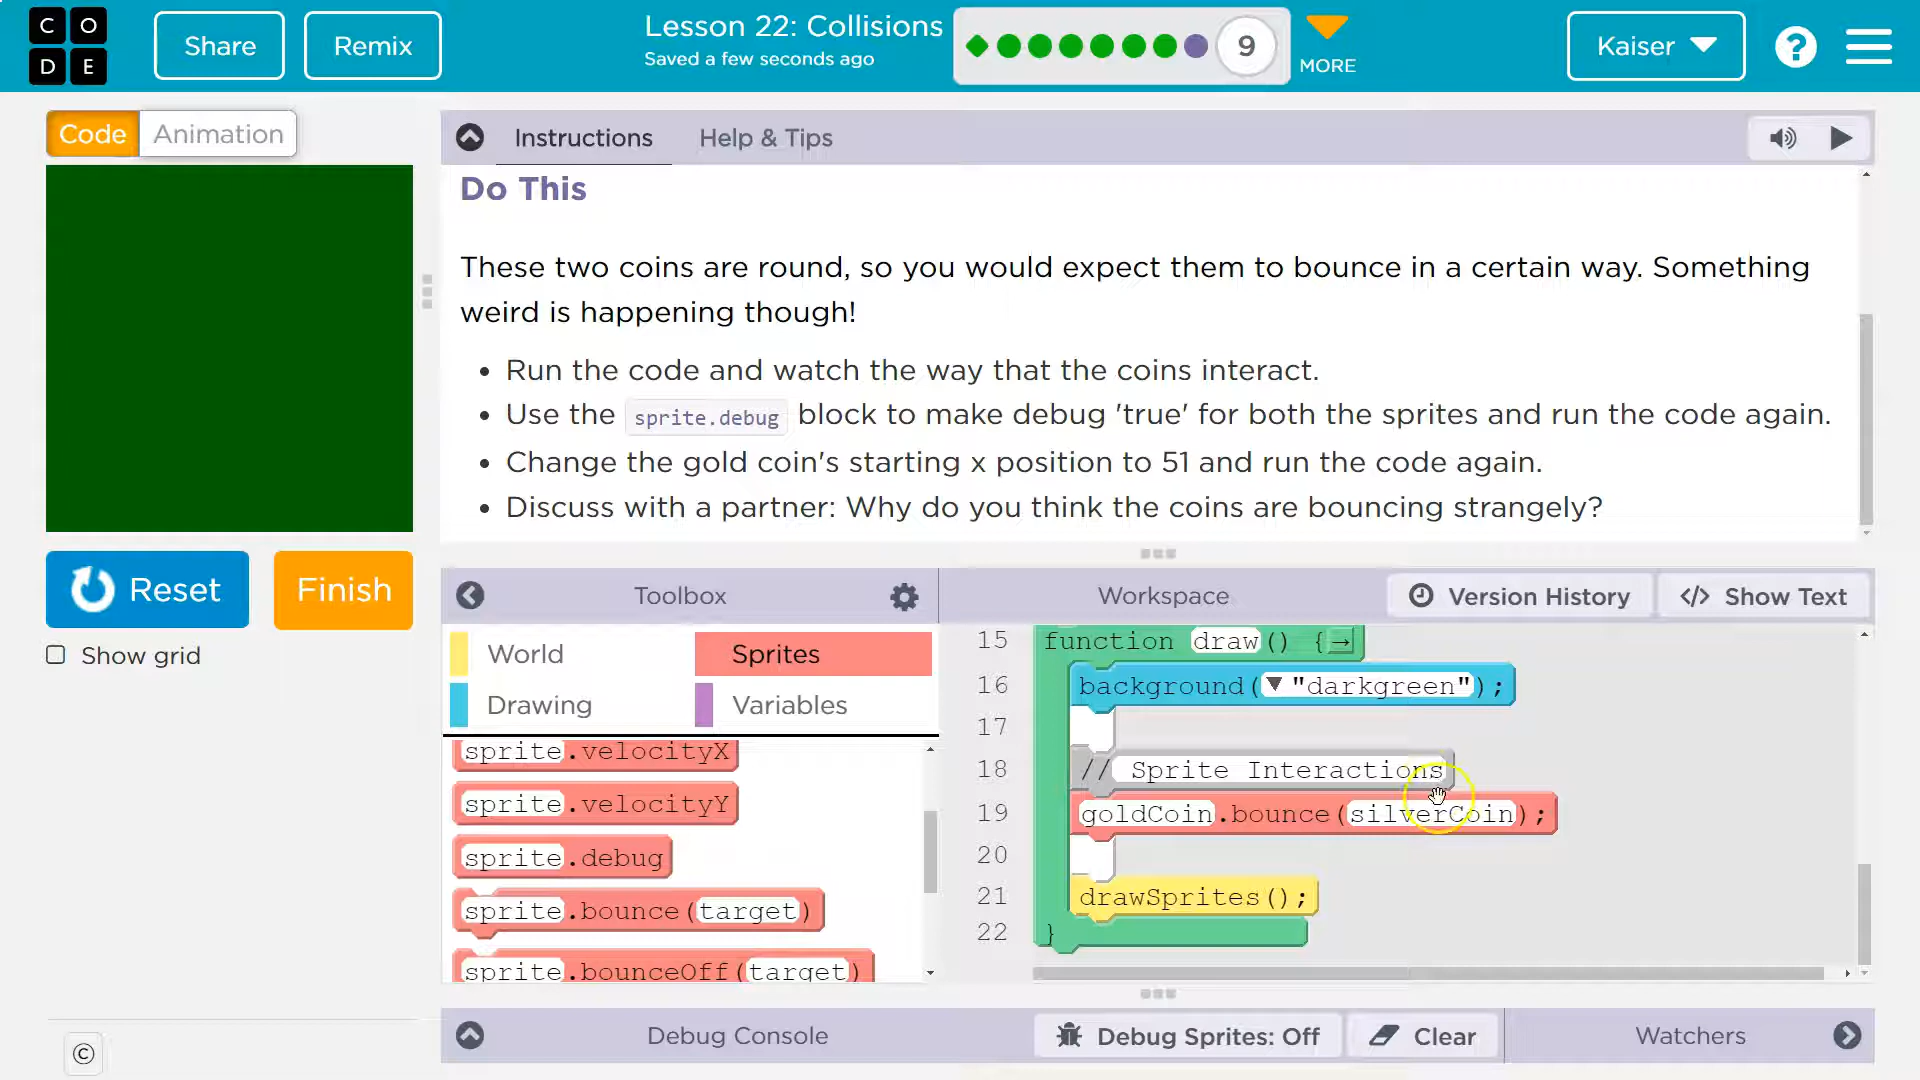 CODE
Share
Remix
Lesson 22: Collisions
Saved a few seconds ago
9
MORE
Kaiser
?
Code
Animation
Instructions
Help & Tips
Do This
These two coins are round, so you would expect them to bounce in a certain way. Something
weird is happening though!
Run the code and watch the way that the coins interact.
Use the sprite.debug block to make debug 'true' for both the sprites and run the code again.
Change the gold coin's starting x position to 51 and run the code again.
Discuss with a partner: Why do you think the coins are bouncing strangely?
Reset
Finish
Show grid
Toolbox
Workspace
Version History
</> Show Text
World
Sprites
Drawing
Variables
sprite.velocityX
sprite.velocityY
sprite.debug
sprite.bounce(target)
sprite.bounceOff(target)
15 function draw() {→
16 background(▼"darkgreen");
17
18 // Sprite Interactions
19 goldCoin.bounce(silverCoin);
20
21 drawSprites();
22 }
Debug Console
Debug Sprites: Off
Clear
Watchers
©